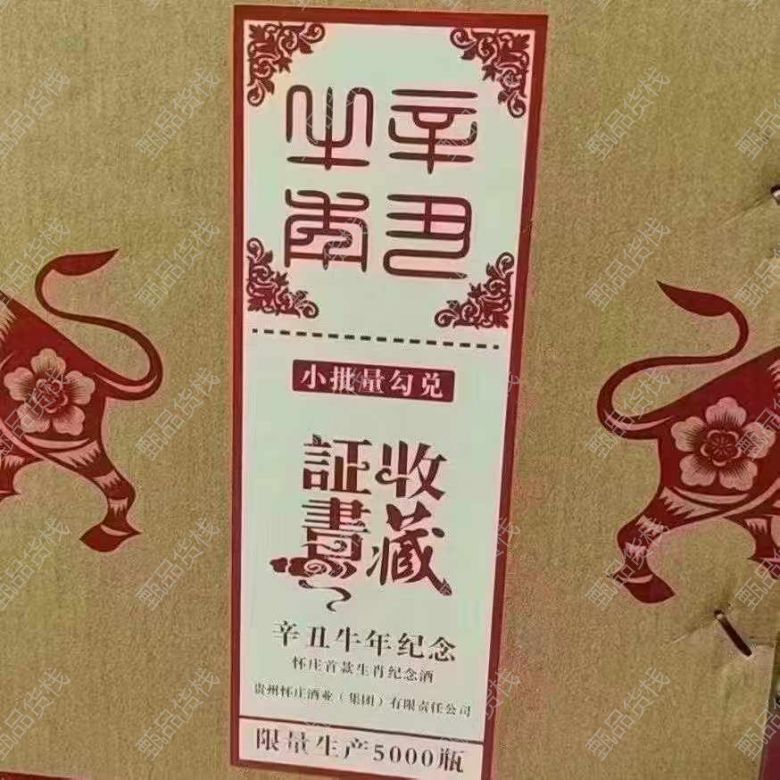 辛丑
牛年
小批量勾兑
收藏
証書
辛丑牛年纪念
怀庄首款生肖纪念酒
贵州怀庄酒业（集团）有限责任公司
限量生产5000瓶
甄品货栈